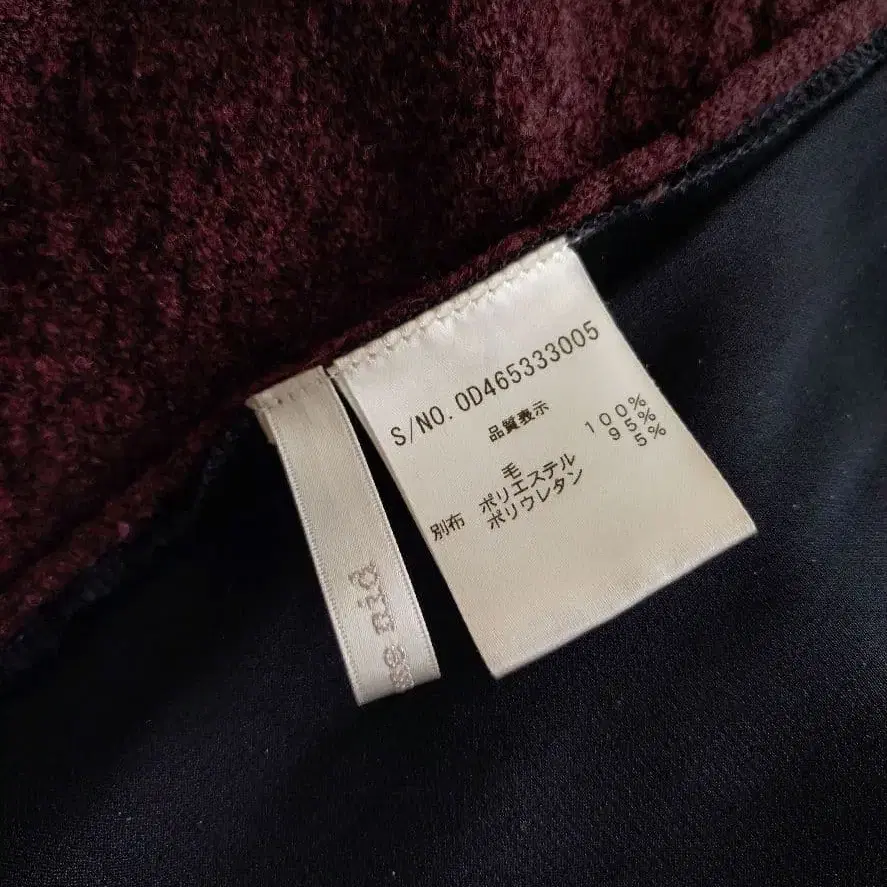 S/NO. 0D465333005
品質表示
毛 100%
別布 ポリエステル 95%
ポリウレタン 5%
nid